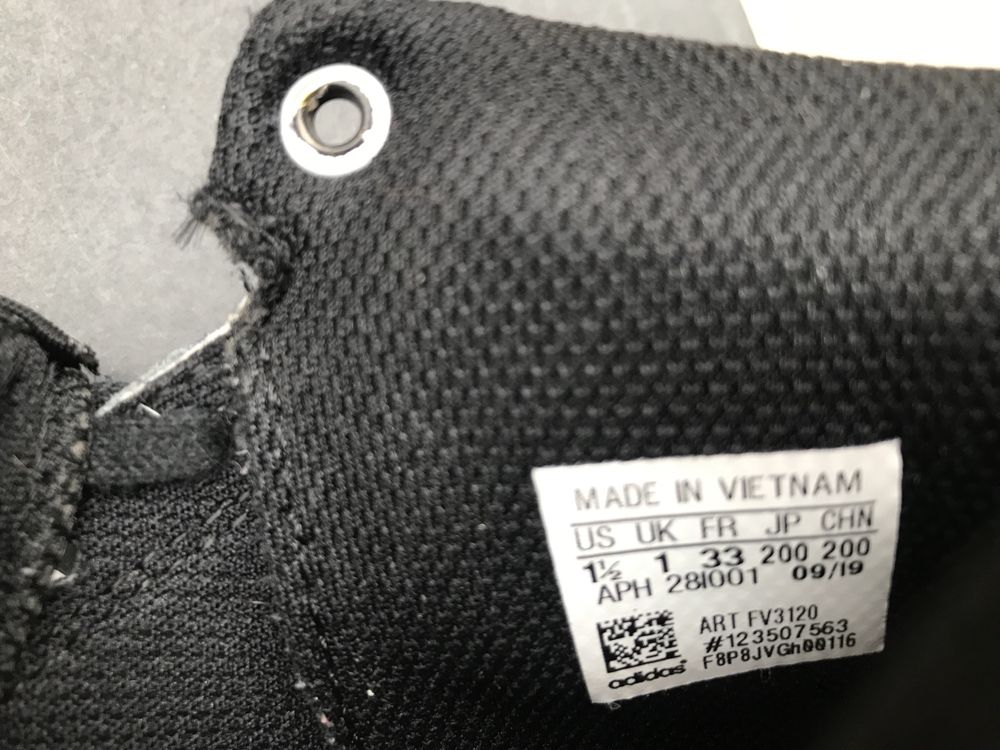 MADE IN VIETNAM
US UK FR JP CHN
1½ 1 33 200 200
APH 281001 09/19
ART FV3120
#123507563
F8P8JVGh00116
adidas